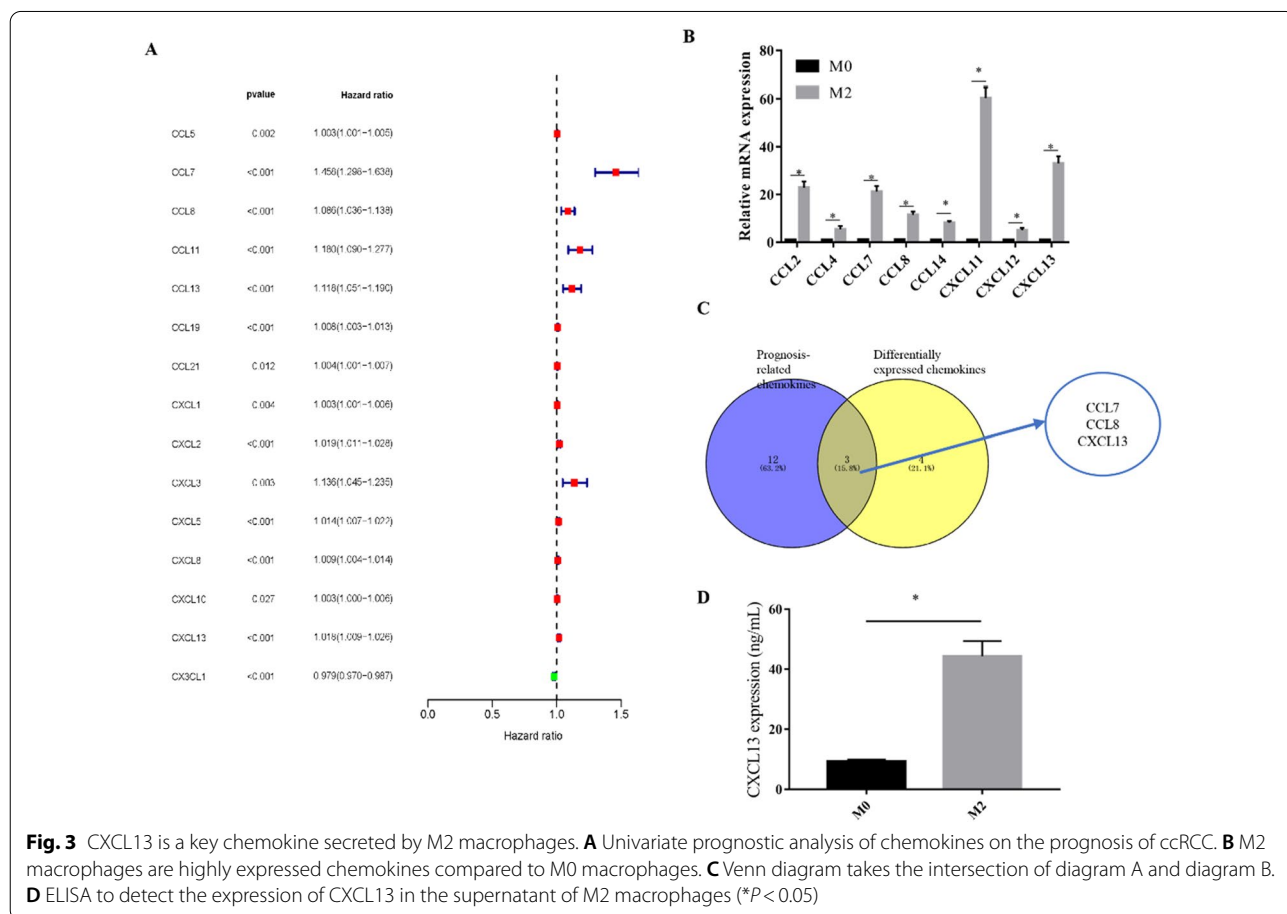 A
pvalue Hazard ratio
CCL5 0.002 1.003(1.001−1.005)
CCL7 <0.001 1.458(1.298−1.638)
CCL8 <0.001 1.086(1.036−1.138)
CCL11 <0.001 1.180(1.090−1.277)
CCL13 <0.001 1.118(1.051−1.190)
CCL19 <0.001 1.008(1.003−1.013)
CCL21 0.012 1.004(1.001−1.007)
CXCL1 0.004 1.003(1.001−1.006)
CXCL2 <0.001 1.019(1.011−1.028)
CXCL3 0.003 1.136(1.045−1.235)
CXCL5 <0.001 1.014(1.007−1.022)
CXCL8 <0.001 1.009(1.004−1.014)
CXCL10 0.027 1.003(1.000−1.006)
CXCL13 <0.001 1.018(1.009−1.026)
CX3CL1 <0.001 0.979(0.970−0.987)
0.0 0.5 1.0 1.5
Hazard ratio
B
Relative mRNA expression
80
60
40
20
0
M0
M2
* * * * * * * *
CCL2 CCL4 CCL7 CCL8 CCL14 CXCL11 CXCL12 CXCL13
C
Prognosis-
related
chemokines
Differentially
expressed chemokines
12
(63.2%)
3
(15.8%)
4
(21.1%)
CCL7
CCL8
CXCL13
D
CXCL13 expression (ng/mL)
60
40
20
0
*
M0 M2
Fig. 3 CXCL13 is a key chemokine secreted by M2 macrophages. A Univariate prognostic analysis of chemokines on the prognosis of ccRCC. B M2
macrophages are highly expressed chemokines compared to M0 macrophages. C Venn diagram takes the intersection of diagram A and diagram B.
D ELISA to detect the expression of CXCL13 in the supernatant of M2 macrophages (*P < 0.05)